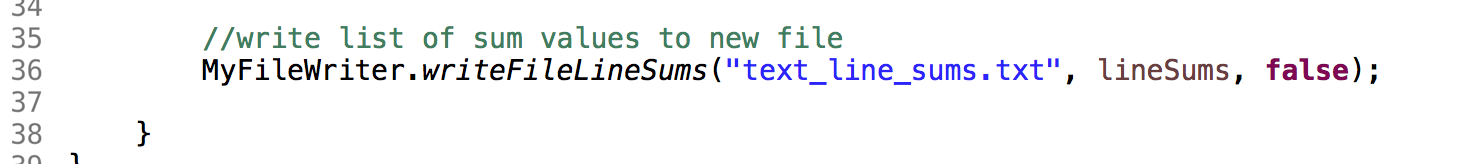 34
35 //write list of sum values to new file
36 MyFileWriter.writeFileLineSums("text_line_sums.txt", lineSums, false);
37
38 }
39 }